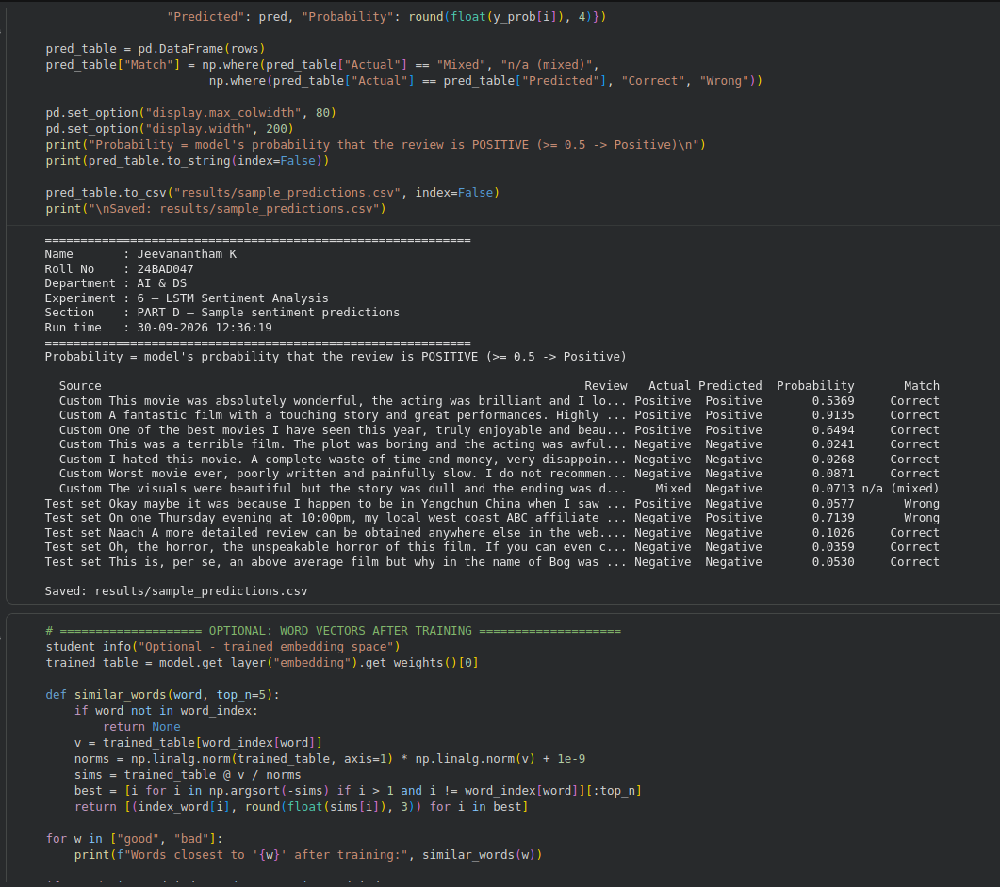 "Predicted": pred, "Probability": round(float(y_prob[i]), 4)})
pred_table = pd.DataFrame(rows)
pred_table["Match"] = np.where(pred_table["Actual"] == "Mixed", "n/a (mixed)",
np.where(pred_table["Actual"] == pred_table["Predicted"], "Correct", "Wrong"))
pd.set_option("display.max_colwidth", 80)
pd.set_option("display.width", 200)
print("Probability = model's probability that the review is POSITIVE (>= 0.5 -> Positive)\n")
print(pred_table.to_string(index=False))
pred_table.to_csv("results/sample_predictions.csv", index=False)
print("\nSaved: results/sample_predictions.csv")
============================================================
Name       : Jeevanantham K
Roll No    : 24BAD047
Department : AI & DS
Experiment : 6 – LSTM Sentiment Analysis
Section    : PART D – Sample sentiment predictions
Run time   : 30-09-2026 12:36:19
============================================================
Probability = model's probability that the review is POSITIVE (>= 0.5 -> Positive)
Source Review Actual Predicted Probability Match
Custom This movie was absolutely wonderful, the acting was brilliant and I lo... Positive Positive 0.5369 Correct
Custom A fantastic film with a touching story and great performances. Highly ... Positive Positive 0.9135 Correct
Custom One of the best movies I have seen this year, truly enjoyable and beau... Positive Positive 0.6494 Correct
Custom This was a terrible film. The plot was boring and the acting was awful... Negative Negative 0.0241 Correct
Custom I hated this movie. A complete waste of time and money, very disappoin... Negative Negative 0.0268 Correct
Custom Worst movie ever, poorly written and painfully slow. I do not recommen... Negative Negative 0.0871 Correct
Custom The visuals were beautiful but the story was dull and the ending was d... Mixed Negative 0.0713 n/a (mixed)
Test set Okay maybe it was because I happen to be in Yangchun China when I saw ... Positive Negative 0.0577 Wrong
Test set On one Thursday evening at 10:00pm, my local west coast ABC affiliate ... Negative Positive 0.7139 Wrong
Test set Naach A more detailed review can be obtained anywhere else in the web.... Negative Negative 0.1026 Correct
Test set Oh, the horror, the unspeakable horror of this film. If you can even c... Negative Negative 0.0359 Correct
Test set This is, per se, an above average film but why in the name of Bog was ... Negative Negative 0.0530 Correct
Saved: results/sample_predictions.csv
# ==================== OPTIONAL: WORD VECTORS AFTER TRAINING ====================
student_info("Optional - trained embedding space")
trained_table = model.get_layer("embedding").get_weights()[0]
def similar_words(word, top_n=5):
if word not in word_index:
return None
v = trained_table[word_index[word]]
norms = np.linalg.norm(trained_table, axis=1) * np.linalg.norm(v) + 1e-9
sims = trained_table @ v / norms
best = [i for i in np.argsort(-sims) if i > 1 and i != word_index[word]][:top_n]
return [(index_word[i], round(float(sims[i]), 3)) for i in best]
for w in ["good", "bad"]:
print(f"Words closest to '{w}' after training:", similar_words(w))